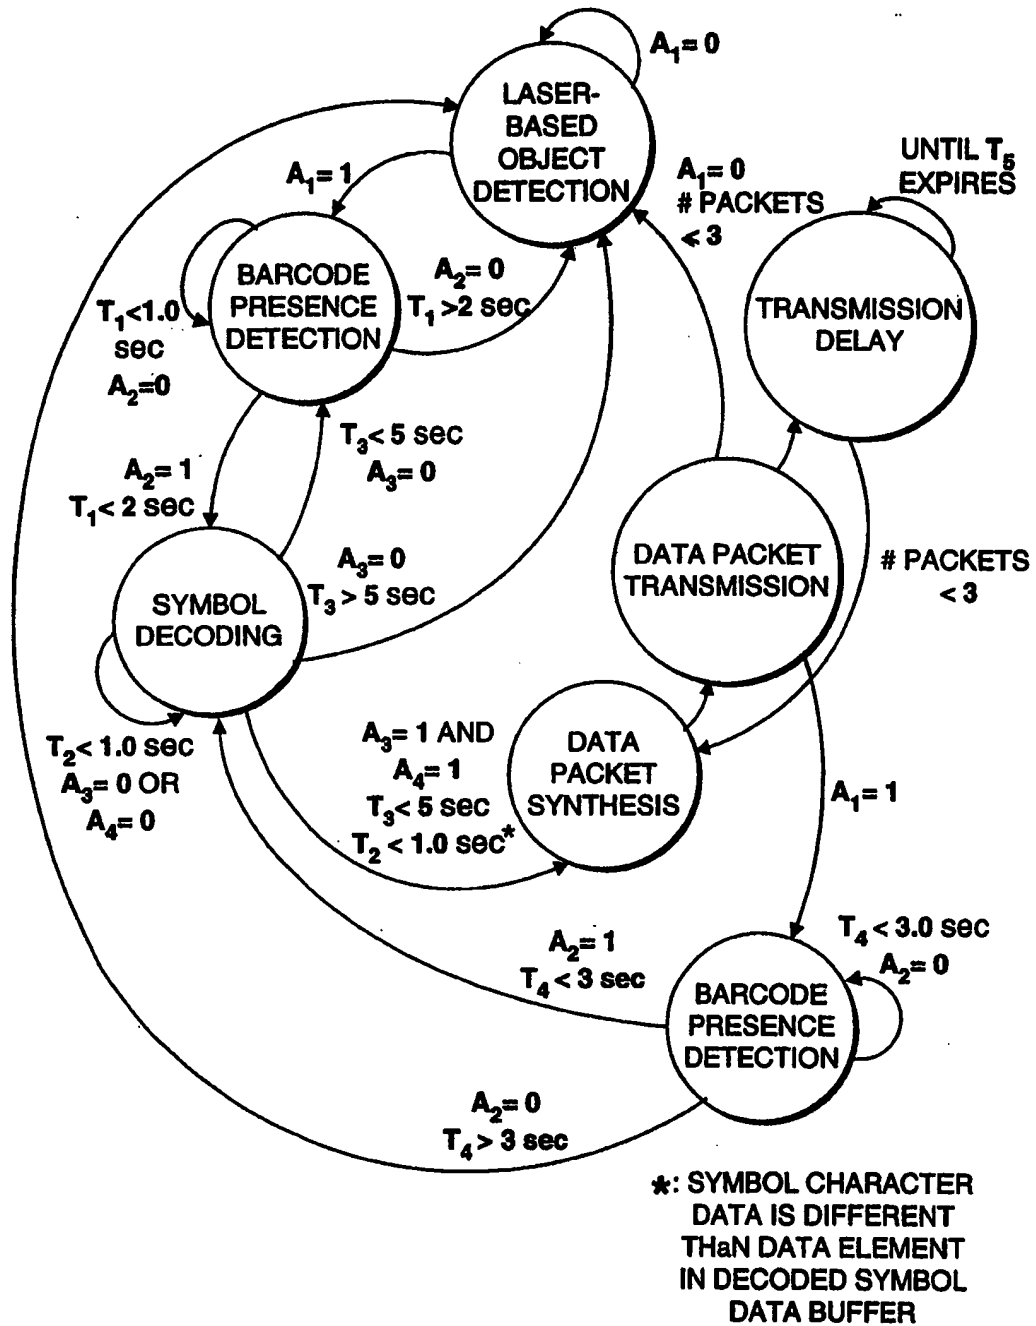 A₁= 0
LASER-
BASED
OBJECT
DETECTION
UNTIL T₅
EXPIRES
A₁= 0
# PACKETS
< 3
A₁= 1
BARCODE
PRESENCE
DETECTION
A₂= 0
T₁ >2 sec
TRANSMISSION
DELAY
T₁<1.0
sec
A₂=0
T₃< 5 sec
A₃= 0
A₂= 1
T₁< 2 sec
DATA PACKET
TRANSMISSION
# PACKETS
< 3
A₃= 0
T₃ > 5 sec
SYMBOL
DECODING
T₂< 1.0 sec
A₃= 0 OR
A₄= 0
A₃= 1 AND
A₄= 1
T₃< 5 sec
T₂ < 1.0 sec*
DATA
PACKET
SYNTHESIS
A₁= 1
T₄ < 3.0 sec
A₂= 0
A₂= 1
T₄ < 3 sec
BARCODE
PRESENCE
DETECTION
A₂= 0
T₄ > 3 sec
*: SYMBOL CHARACTER
DATA IS DIFFERENT
THaN DATA ELEMENT
IN DECODED SYMBOL
DATA BUFFER